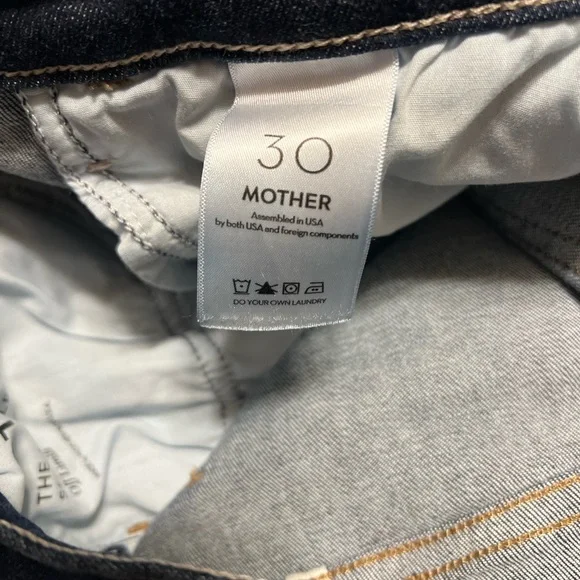 30
MOTHER
Assembled in USA
by both USA and foreign components
DO YOUR OWN LAUNDRY
THE